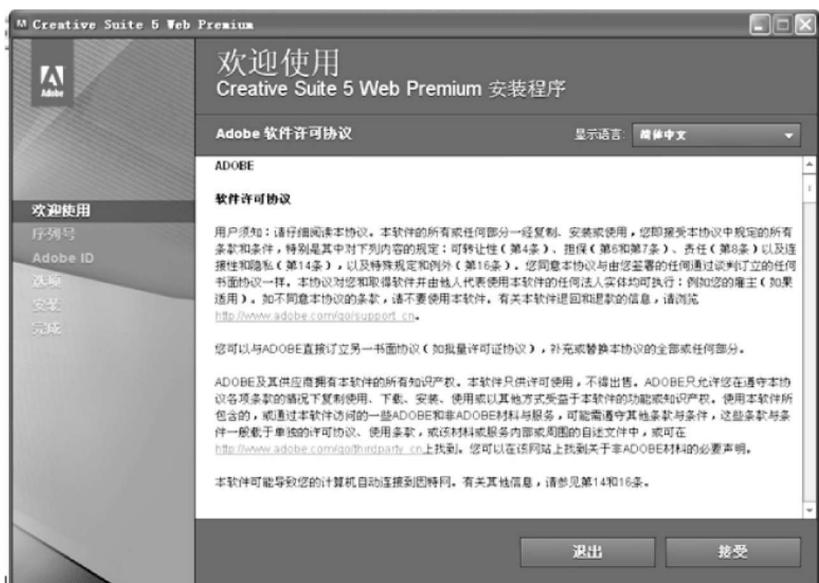 Creative Suite 5 Web Premium
Adobe
欢迎使用
Creative Suite 5 Web Premium 安装程序
Adobe 软件许可协议
显示语言:
简体中文
欢迎使用
序列号
Adobe ID
选项
安装
完成
ADOBE
软件许可协议
用户须知：请仔细阅读本协议。本软件的所有或任何部分一经复制、安装或使用，您即接受本协议中规定的所有
条款和条件，特别是其中对下列内容的规定：可转让性（第4条）、担保（第6和第7条）、责任（第8条）以及连
接性和隐私（第14条），以及特殊规定和例外（第16条）。您同意本协议与由您签署的任何通过谈判订立的任何
书面协议一样。本协议对您和取得软件并由他人代表使用本软件的任何法人实体均可执行：例如您的雇主（如果
适用）。如不同意本协议的条款，请不要使用本软件。有关本软件退回和退款的信息，请浏览
http://www.adobe.com/go/support_cn。
您可以与ADOBE直接订立另一书面协议（如批量许可证协议），补充或替换本协议的全部或任何部分。
ADOBE及其供应商拥有本软件的所有知识产权。本软件只供许可使用，不得出售。ADOBE只允许您在遵守本协
议各项条款的情况下复制使用、下载、安装、使用或以其他方式受益于本软件的功能或知识产权。使用本软件所
包含的，或通过本软件访问的一些ADOBE和非ADOBE材料与服务，可能需遵守其他条款与条件，这些条款与条
件一般载于单独的许可协议、使用条款，或该材料或服务内部或周围的自述文件中，或可在
http://www.adobe.com/go/thirdparty_cn上找到。您可以在该网站上找到关于非ADOBE材料的必要声明。
本软件可能导致您的计算机自动连接到因特网。有关其他信息，请参见第14和16条。
退出
接受